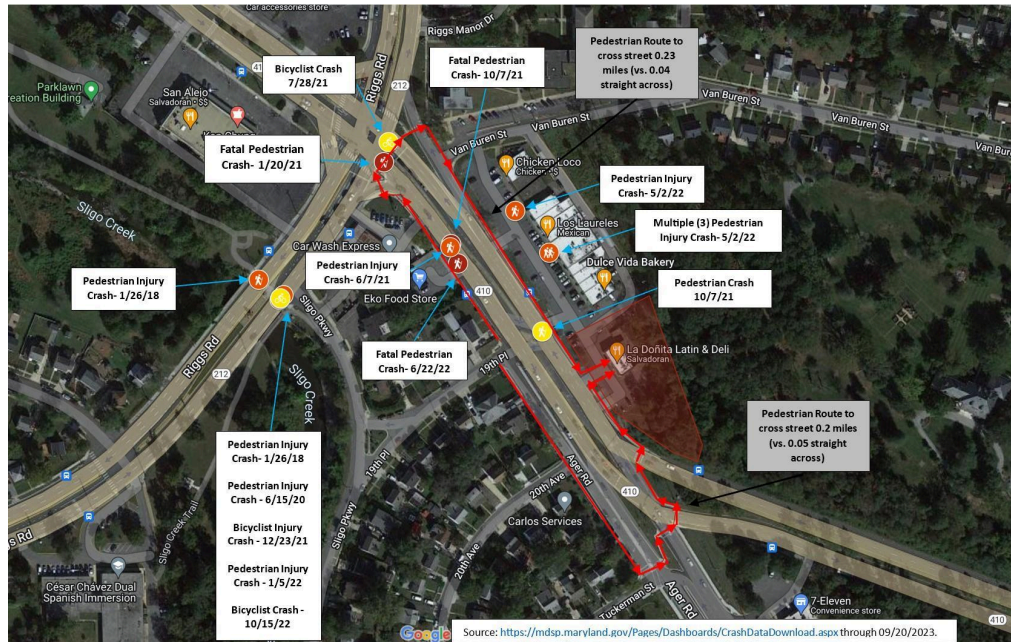 Car accessories store
Riggs Manor Dr
Riggs Rd
212
Parklawn
creation Building
San Alejo
Salvadoran · $$
Bicyclist Crash
7/28/21
Fatal Pedestrian
Crash- 10/7/21
Pedestrian Route to
cross street 0.23
miles (vs. 0.04
straight across)
Van Buren St
Van Buren St
Van Buren St
Van Buren St
Fatal Pedestrian
Crash- 1/20/21
Chicken Loco
Chicken · $
Pedestrian Injury
Crash- 5/2/22
Los Laureles
Mexican
Multiple (3) Pedestrian
Injury Crash- 5/2/22
Sligo Creek
Car Wash Express
Dulce Vida Bakery
Pedestrian Injury
Crash- 1/26/18
Pedestrian Injury
Crash- 6/7/21
Eko Food Store
410
Pedestrian Crash
10/7/21
Sligo Pkwy
Riggs Rd
212
Fatal Pedestrian
Crash- 6/22/22
19th Pl
La Doñita Latin & Deli
Salvadoran
Sligo Creek
Pedestrian Route to
cross street 0.2 miles
(vs. 0.05 straight
across)
Pedestrian Injury
Crash- 1/26/18
Pedestrian Injury
Crash - 6/15/20
Bicyclist Injury
Crash - 12/23/21
Pedestrian Injury
Crash - 1/5/22
Bicyclist Crash -
10/15/22
19th Pl
Sligo Pkwy
20th Ave
20th Ave
Ager Rd
410
Carlos Services
Sligo Creek Trail
César Chávez Dual
Spanish Immersion
Tuckerman St
Ager Rd
7-Eleven
Convenience store
Google
Source: https://mdsp.maryland.gov/Pages/Dashboards/CrashDataDownload.aspx through 09/20/2023.